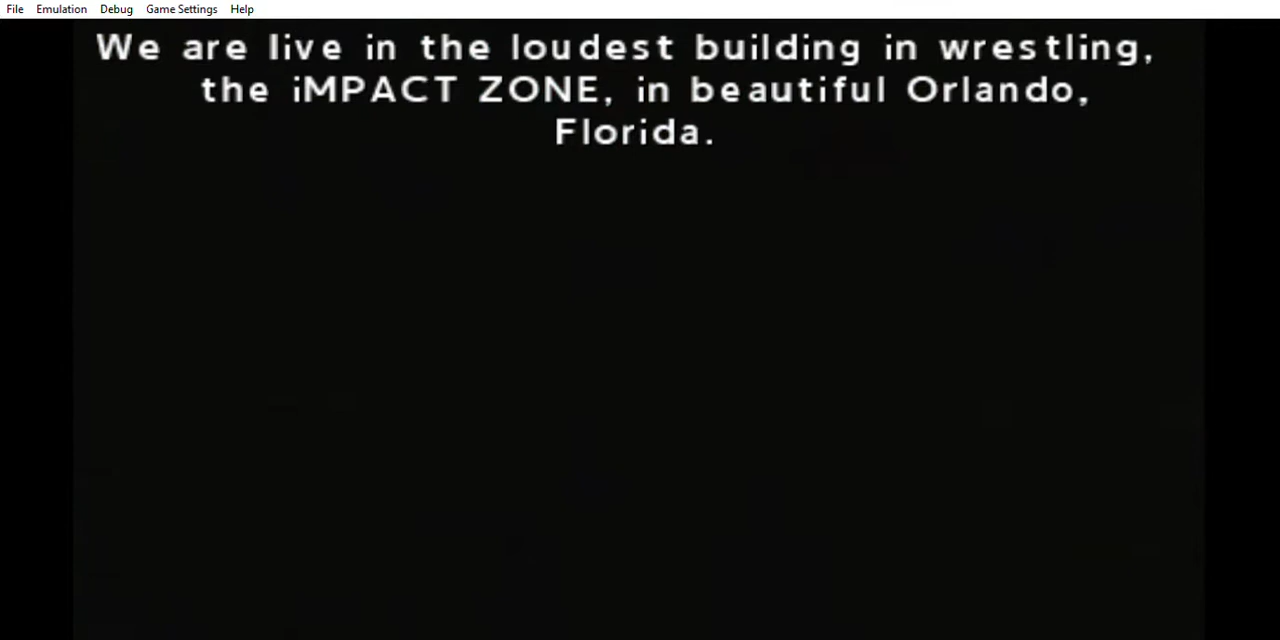 File Emulation Debug Game Settings Help
We are live in the loudest building in wrestling,
the iMPACT ZONE, in beautiful Orlando,
Florida.